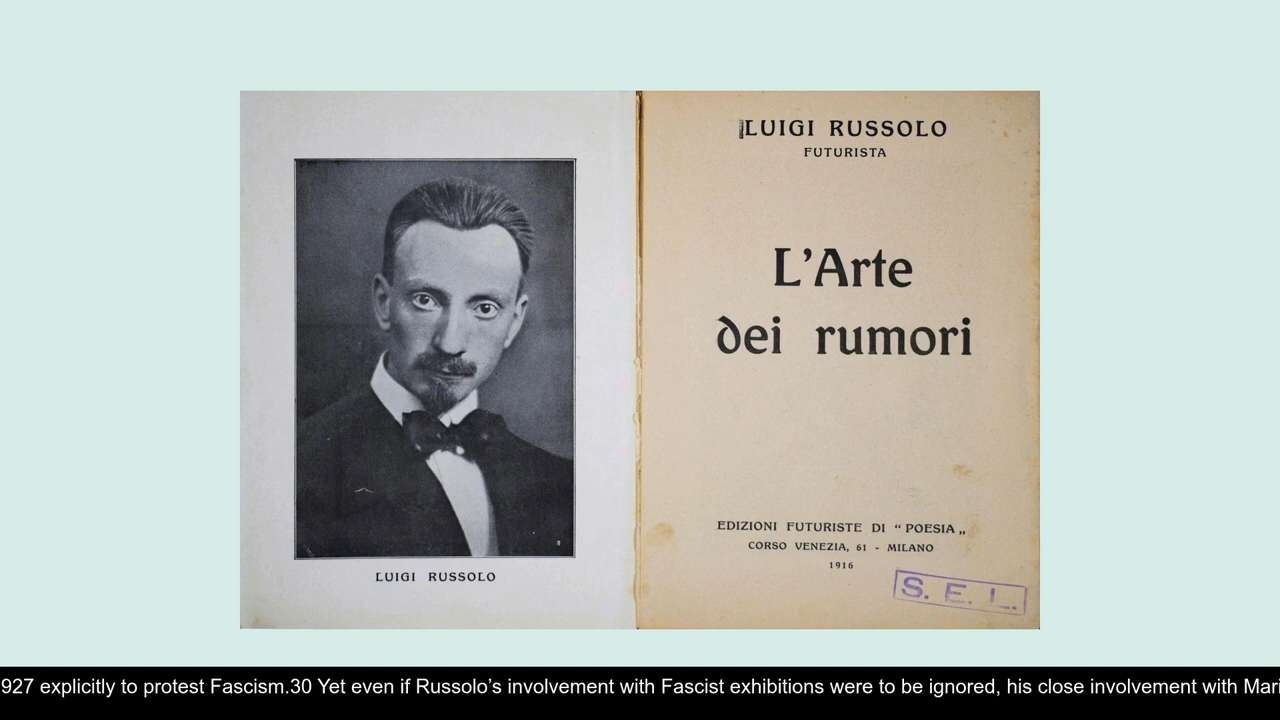 LUIGI RUSSOLO
LUIGI RUSSOLO
FUTURISTA
L'Arte
dei rumori
EDIZIONI FUTURISTE DI “POESIA„
CORSO VENEZIA, 61 - MILANO
1916
S. E. L.
927 explicitly to protest Fascism.30 Yet even if Russolo’s involvement with Fascist exhibitions were to be ignored, his close involvement with Mari